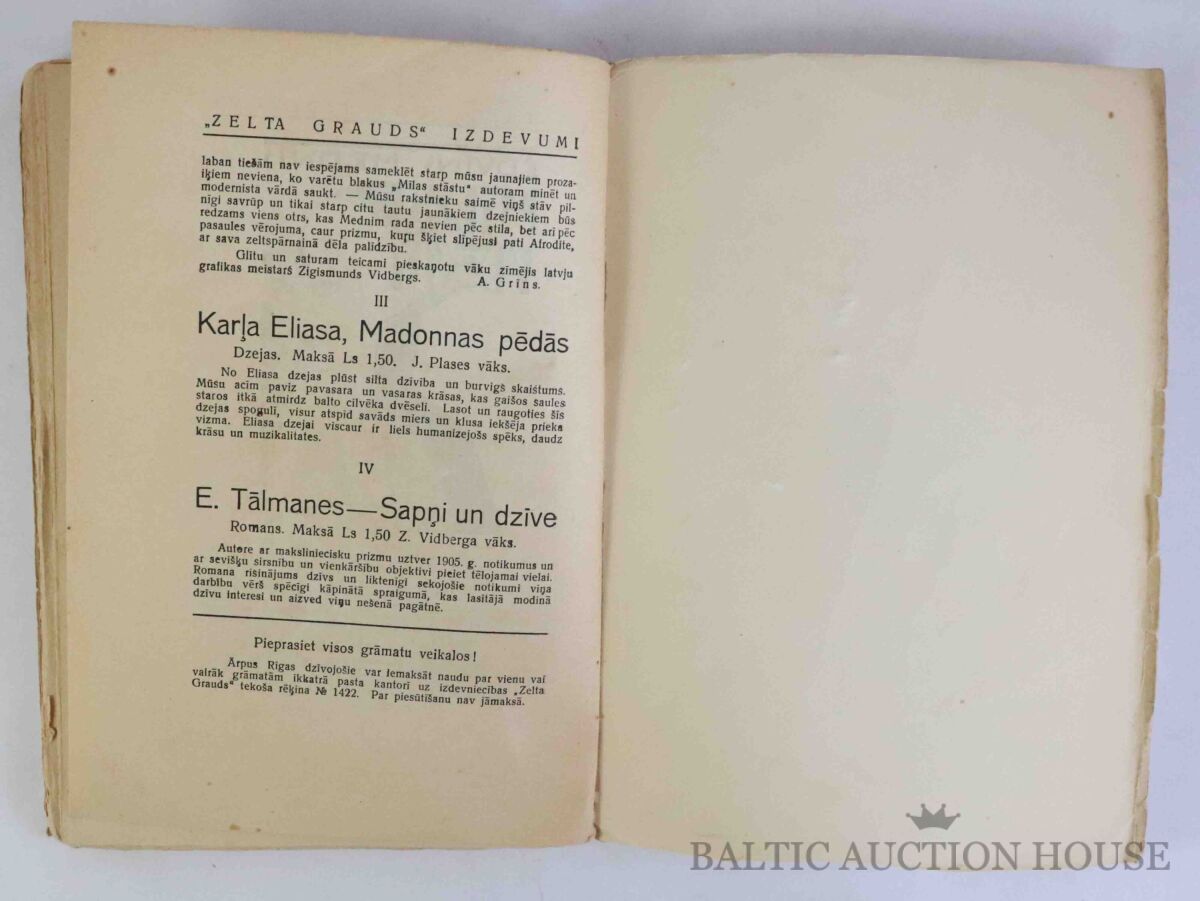 „ZELTA GRAUDS“ IZDEVUMI
laban tiešām nav iespējams sameklēt starp mūsu jaunajiem proza-
iķiem neviena, ko varētu blakus „Mīlas stāstu“ autoram minēt un
modernista vārdā saukt. — Mūsu rakstnieku saimē viņš stāv pil-
nīgi savrūp un tikai starp citu tautu jaunākiem dzejniekiem būs
redzams viens otrs, kas Mednim rada nevien pēc stila, bet arī pēc
pasaules vērojuma, caur prizmu, kuŗu šķiet slīpējusi pati Afrodite,
ar sava zeltspārnainā dēla palīdzību.
Glītu un saturam teicami pieskaņotu vāku zīmējis latvju
grafikas meistars Zigismunds Vidbergs. A. Grīns.
III
Kaŗļa Eliasa, Madonnas pēdās
Dzejas. Maksā Ls 1,50. J. Plases vāks.
No Eliasa dzejas plūst silta dzīvība un burvīgs skaistums.
Mūsu acīm paviz pavasara un vasaras krāsas, kas gaišos saules
staros itkā atmirdz balto cilvēka dvēseli. Lasot un raugoties šīs
dzejas spogulī, visur atspīd savāds miers un klusa iekšēja prieka
vizma. Eliasa dzejai viscaur ir liels humanizejošs spēks, daudz
krāsu un muzikalitates.
IV
E. Tālmanes—Sapņi un dzīve
Romans. Maksā Ls 1,50 Z. Vidberga vāks.
Autore ar māksliniecisku prizmu uztver 1905. g. notikumus un
ar sevišķu sirsnību un vienkāršību objektīvi pieiet tēlojamai vielai.
Romana risinājums dzīvs un liktenīgi sekojošie notikumi viņa
darbību vērš spēcīgi kāpinātā spraigumā, kas lasītājā modinā
dzīvu interesi un aizved viņu nešenā pagātnē.
Pieprasiet visos grāmatu veikalos!
Ārpus Rīgas dzīvojošie var iemaksāt naudu par vienu vai
vairāk grāmatām ikkatrā pasta kantorī uz izdevniecības „Zelta
Grauds“ tekoša rēķina № 1422. Par piesūtīšanu nav jāmaksā.
BALTIC AUCTION HOUSE